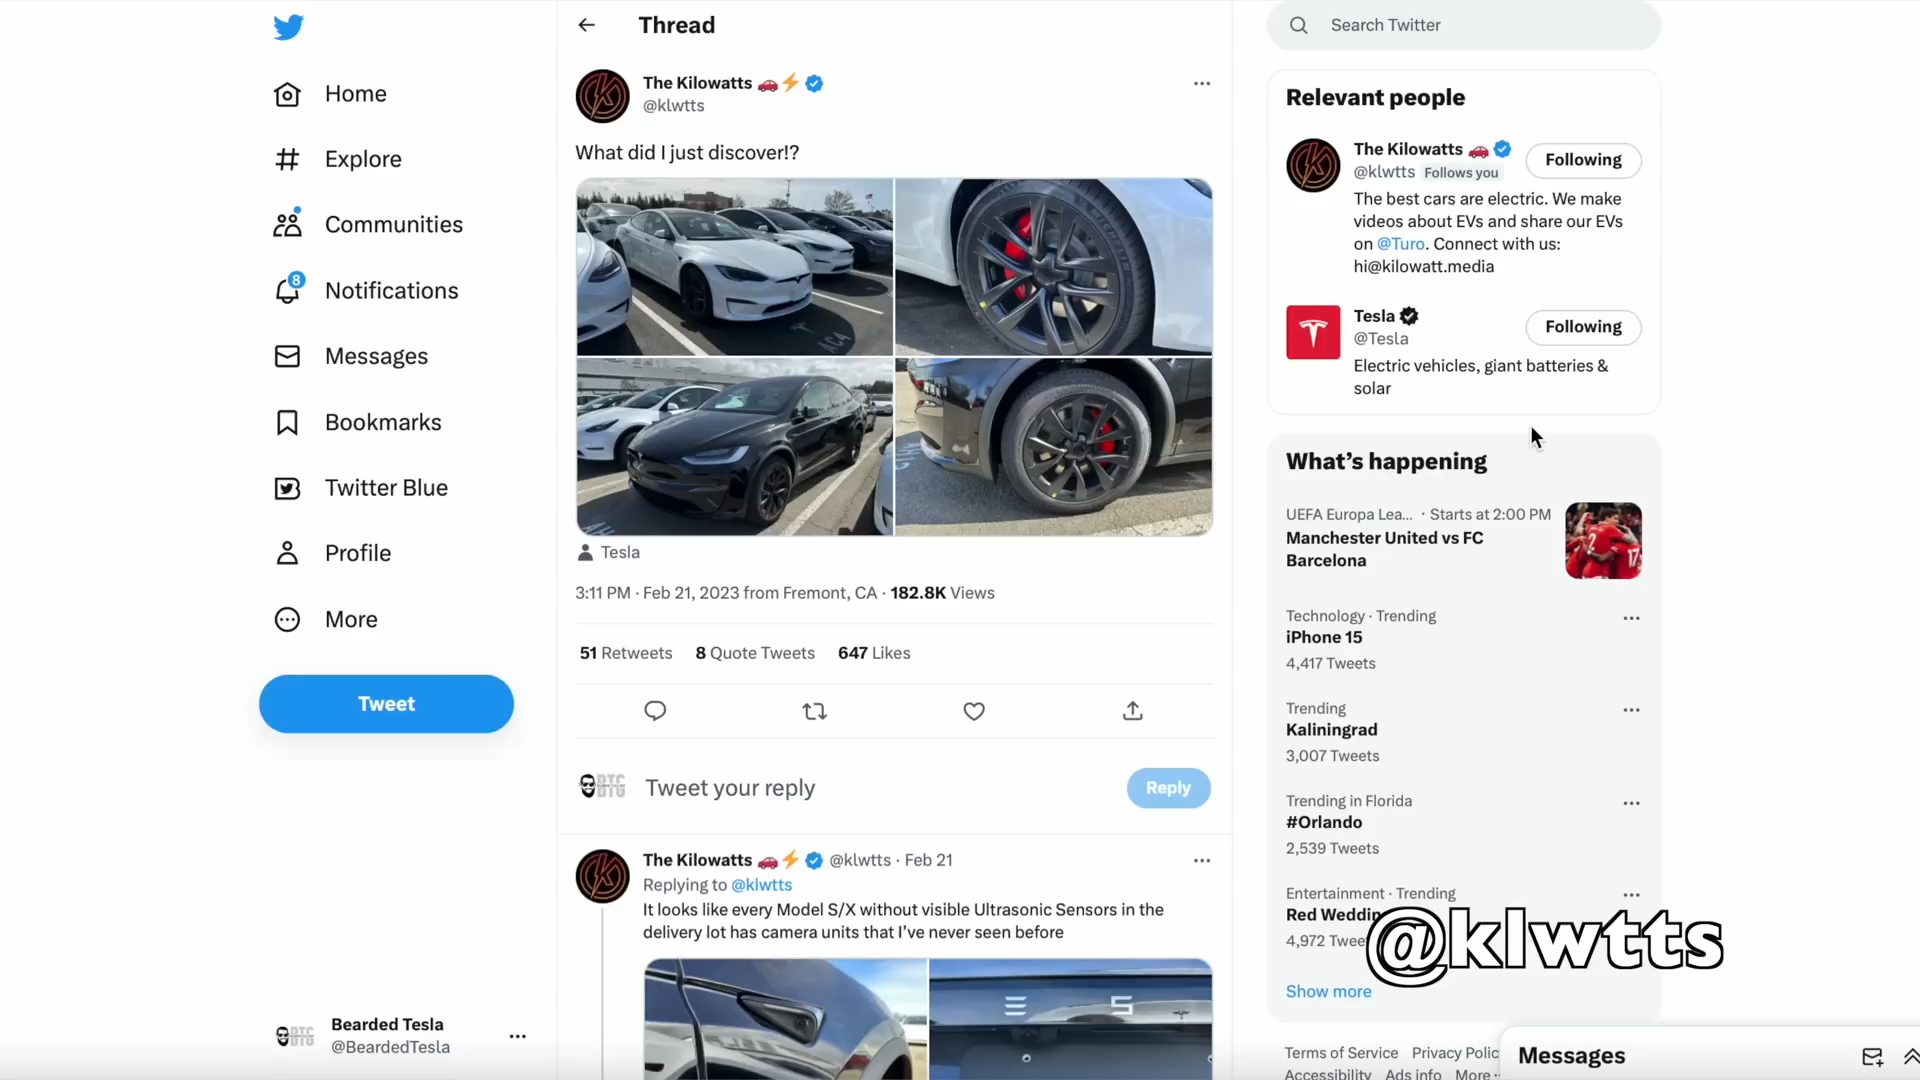 Home
Explore
Communities
8
Notifications
Messages
Bookmarks
Twitter Blue
Profile
More
Tweet
Bearded Tesla
@BeardedTesla
Thread
The Kilowatts
@klwtts
What did I just discover!?
Tesla
3:11 PM · Feb 21, 2023 from Fremont, CA · 182.8K Views
51 Retweets 8 Quote Tweets 647 Likes
Tweet your reply
Reply
The Kilowatts @klwtts · Feb 21
Replying to @klwtts
It looks like every Model S/X without visible Ultrasonic Sensors in the
delivery lot has camera units that I've never seen before
Search Twitter
Relevant people
The Kilowatts
Following
@klwtts Follows you
The best cars are electric. We make
videos about EVs and share our EVs
on @Turo. Connect with us:
hi@kilowatt.media
Tesla
Following
@Tesla
Electric vehicles, giant batteries &
solar
What's happening
UEFA Europa Lea... · Starts at 2:00 PM
Manchester United vs FC
Barcelona
Technology · Trending
iPhone 15
4,417 Tweets
Trending
Kaliningrad
3,007 Tweets
Trending in Florida
#Orlando
2,539 Tweets
Entertainment · Trending
Red
4,972
@klwtts
Show more
Terms of Service Privacy
Accessibility Ads info More
Messages